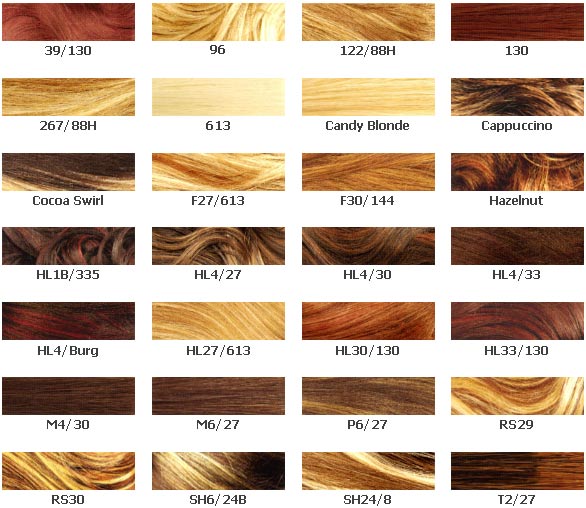 39/130 96 122/88H 130
267/88H 613 Candy Blonde Cappuccino
Cocoa Swirl F27/613 F30/144 Hazelnut
HL1B/335 HL4/27 HL4/30 HL4/33
HL4/Burg HL27/613 HL30/130 HL33/130
M4/30 M6/27 P6/27 RS29
RS30 SH6/24B SH24/8 T2/27